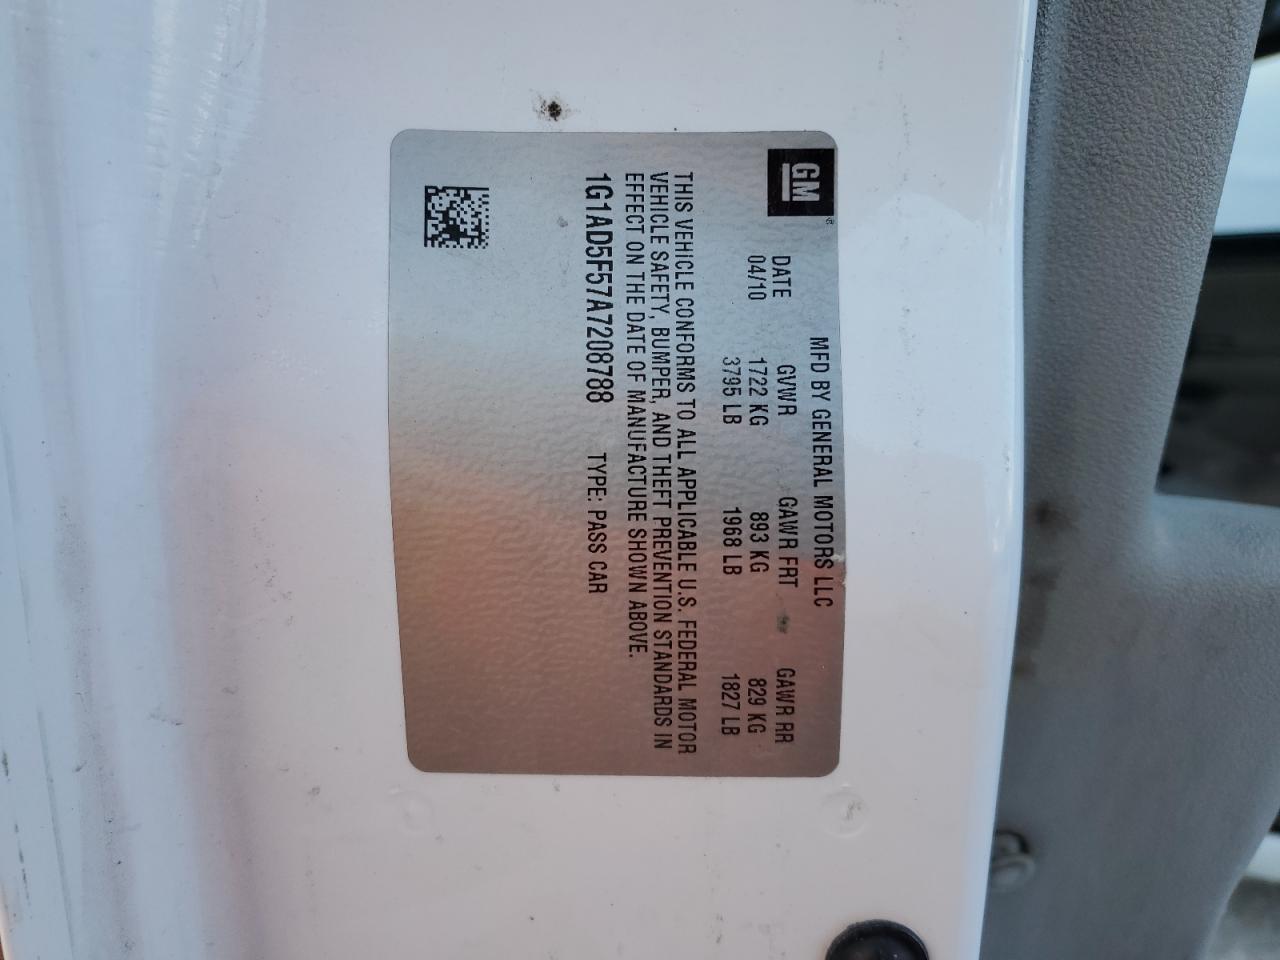 GM ®
MFD BY GENERAL MOTORS LLC
DATE GVWR GAWR FRT GAWR RR
04/10 1722 KG 893 KG 829 KG
3795 LB 1968 LB 1827 LB
THIS VEHICLE CONFORMS TO ALL APPLICABLE U.S. FEDERAL MOTOR
VEHICLE SAFETY, BUMPER, AND THEFT PREVENTION STANDARDS IN
EFFECT ON THE DATE OF MANUFACTURE SHOWN ABOVE.
1G1AD5F57A7208788 TYPE: PASS CAR